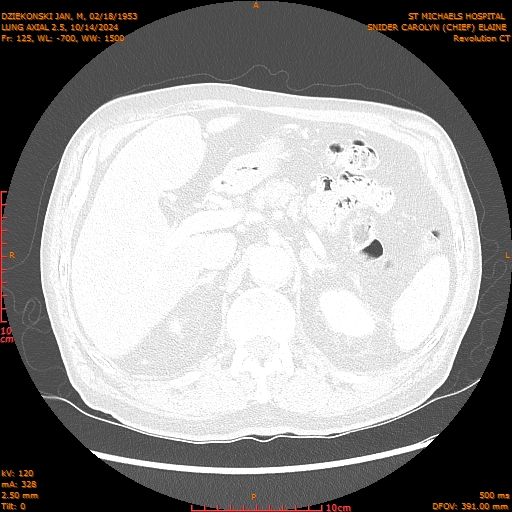 A
DZIEKONSKI JAN, M, 02/18/1953
LUNG AXIAL 2.5, 10/14/2024
Fr: 125, WL: -700, WW: 1500
ST MICHAELS HOSPITAL
SNIDER CAROLYN (CHIEF) ELAINE
Revolution CT
R
L
10
cm
kV: 120
mA: 328
2.50 mm
Tilt: 0
P
10cm
500 ms
DFOV: 391.00 mm